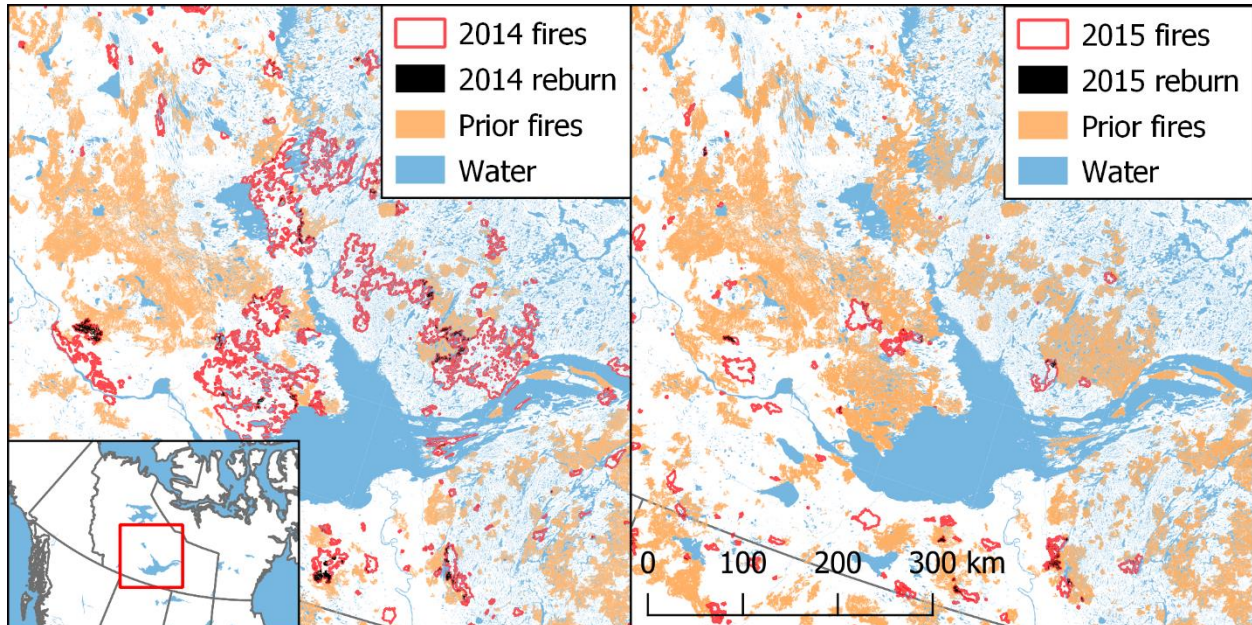 2014 fires
2014 reburn
Prior fires
Water
2015 fires
2015 reburn
Prior fires
Water
0 100 200 300 km